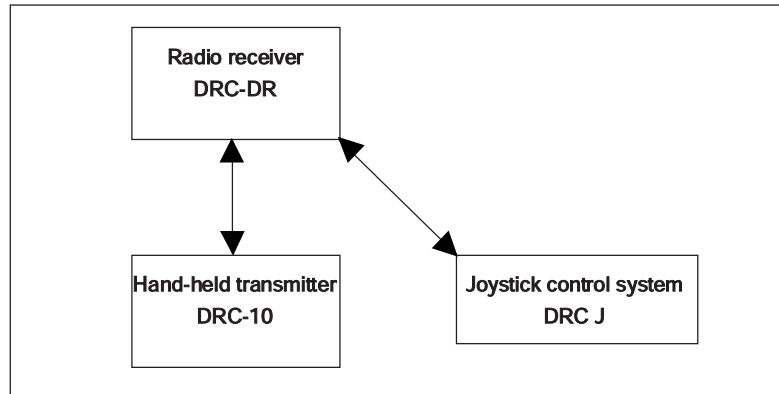 Radio receiver
DRC-DR
Hand-held transmitter
DRC-10
Joystick control system
DRC J